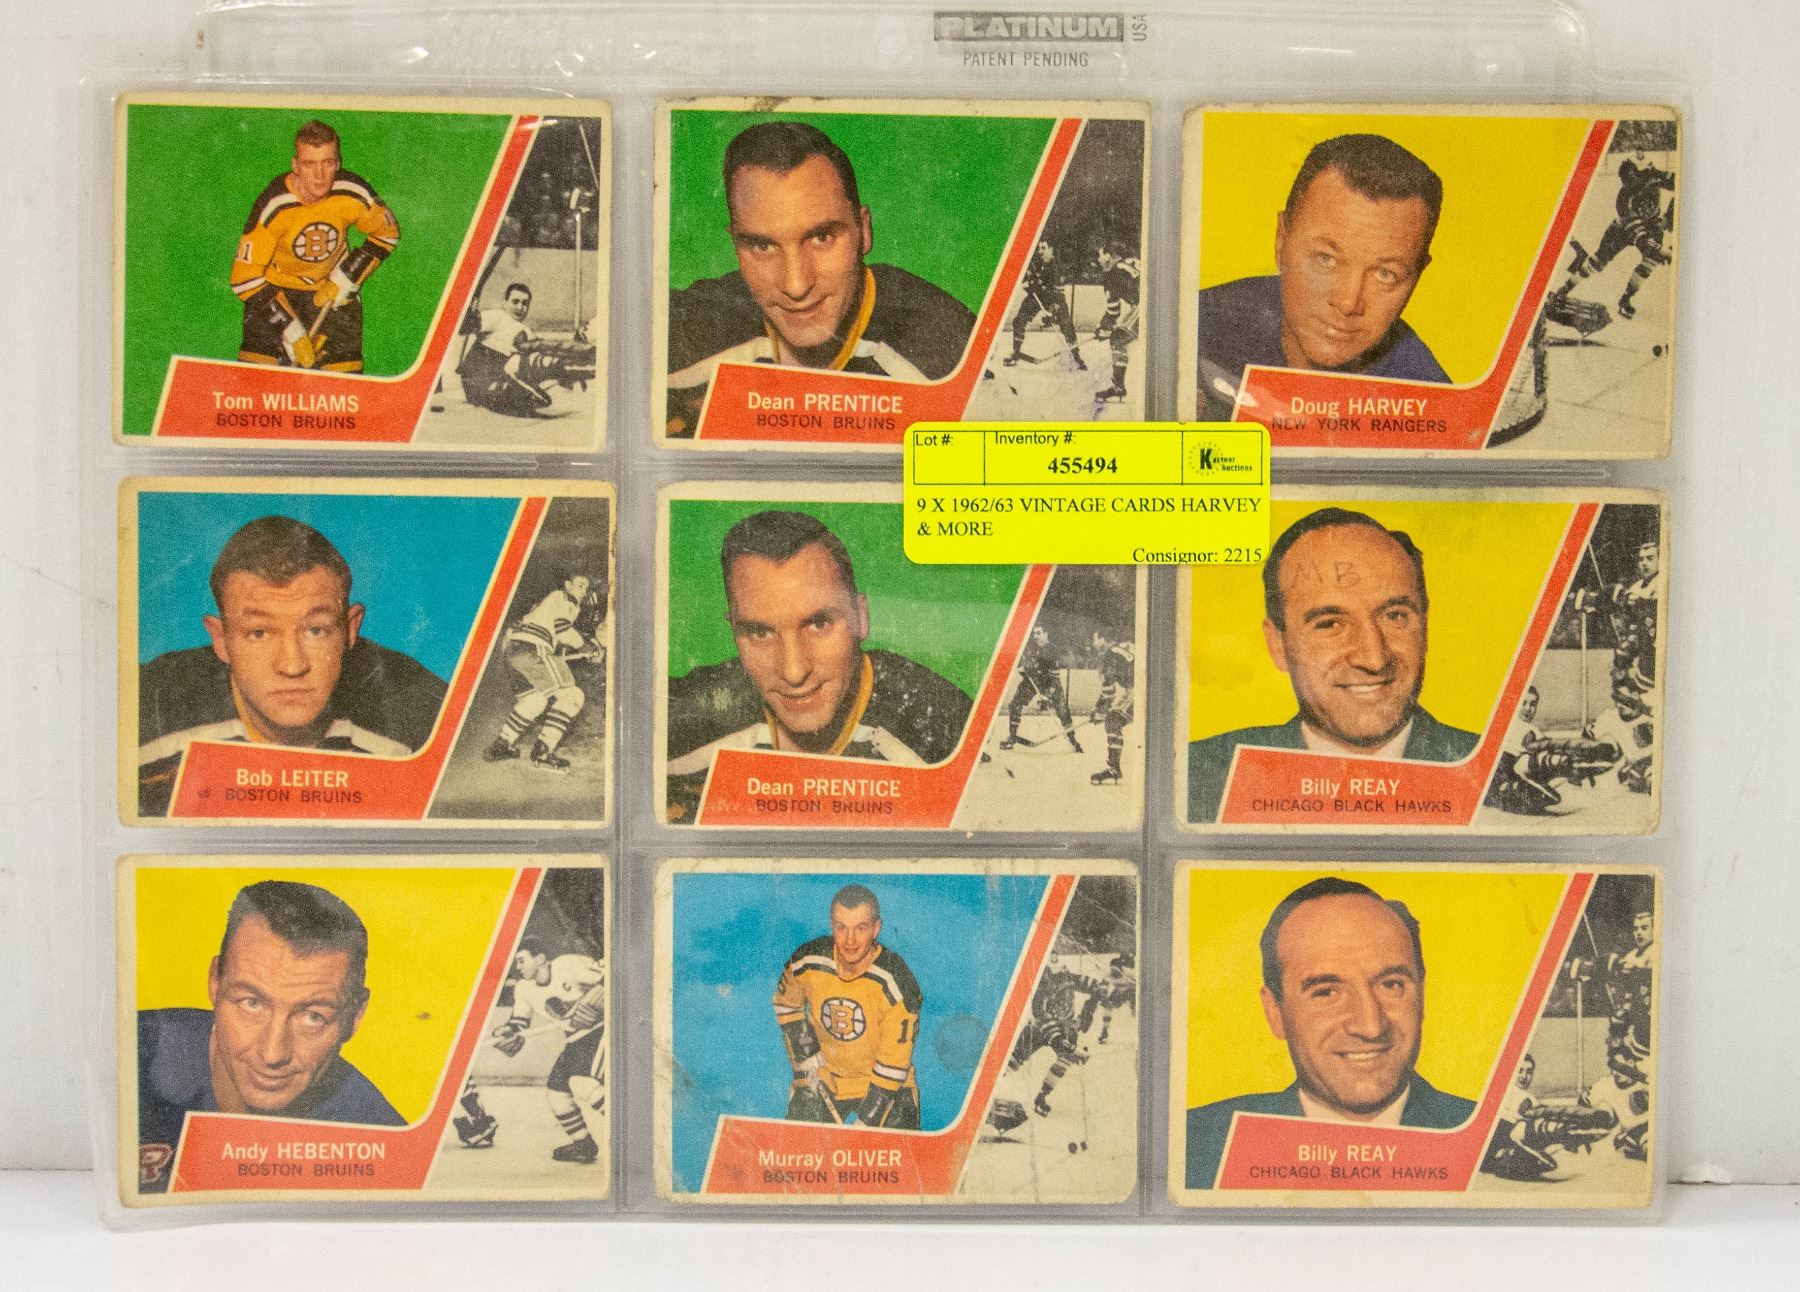 PLATINUM
USA
PATENT PENDING
Tom WILLIAMS
BOSTON BRUINS
Dean PRENTICE
BOSTON BRUINS
Doug HARVEY
NEW YORK RANGERS
Lot #:
Inventory #:
455494
Kastner
Auctions
9 X 1962/63 VINTAGE CARDS HARVEY
& MORE
Consignor: 2215
Bob LEITER
BOSTON BRUINS
Dean PRENTICE
BOSTON BRUINS
MB
Billy REAY
CHICAGO BLACK HAWKS
Andy HEBENTON
BOSTON BRUINS
Murray OLIVER
BOSTON BRUINS
Billy REAY
CHICAGO BLACK HAWKS